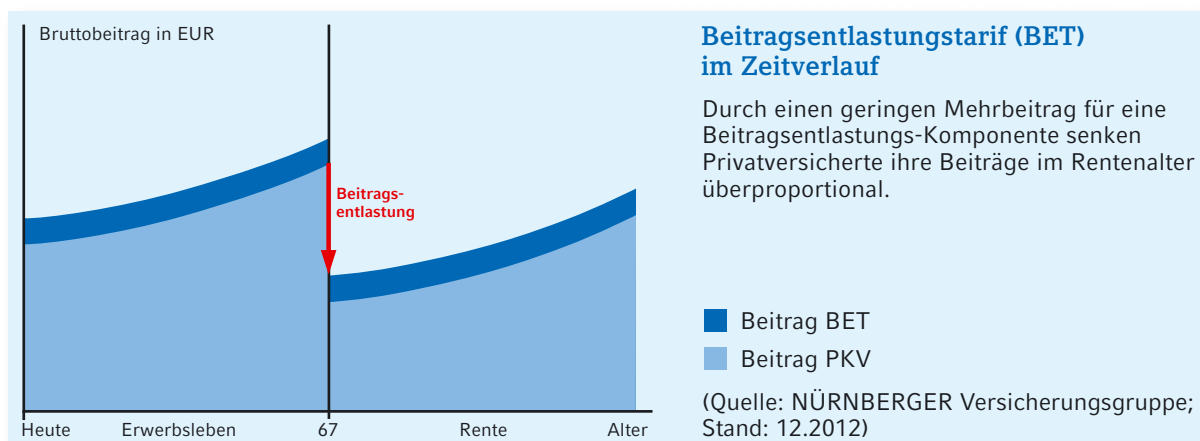 Bruttobeitrag in EUR
Beitrags-
entlastung
Heute Erwerbsleben 67 Rente Alter
Beitragsentlastungstarif (BET)
im Zeitverlauf
Durch einen geringen Mehrbeitrag für eine
Beitragsentlastungs-Komponente senken
Privatversicherte ihre Beiträge im Rentenalter
überproportional.
Beitrag BET
Beitrag PKV
(Quelle: NÜRNBERGER Versicherungsgruppe;
Stand: 12.2012)